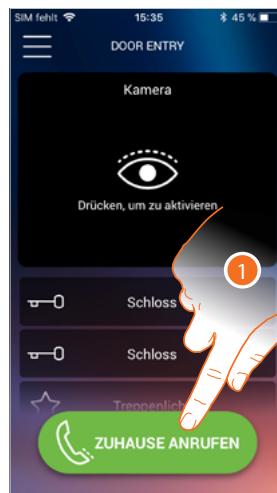 SIM fehlt 15:35 45 %
DOOR ENTRY
Kamera
Drücken, um zu aktivieren
1
Schloss
Schloss
Treppenlicht
ZUHAUSE ANRUFEN